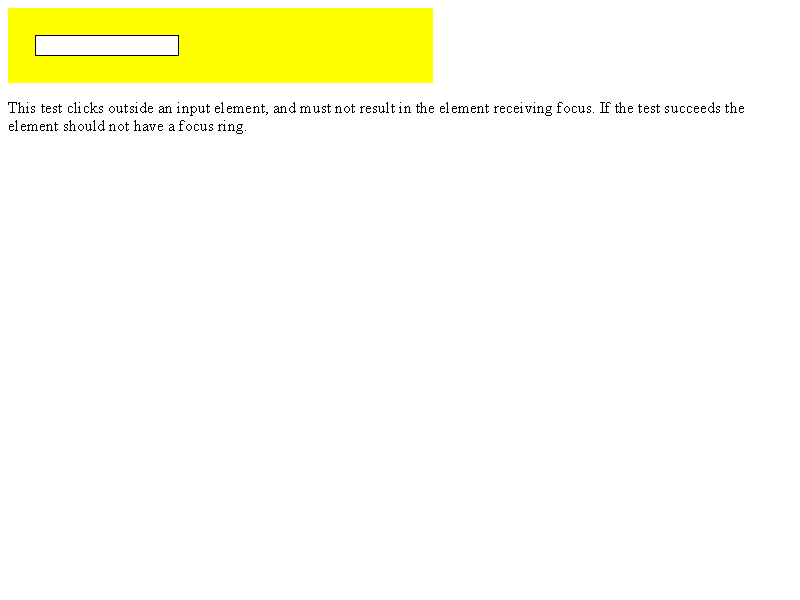 This test clicks outside an input element, and must not result in the element receiving focus. If the test succeeds the
element should not have a focus ring.